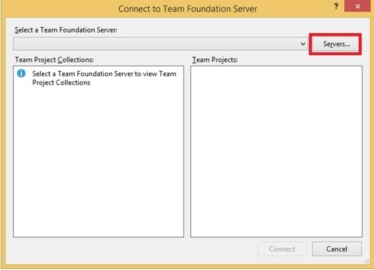 Connect to Team Foundation Server
? ×
Select a Team Foundation Server:
Servers...
Team Project Collections:
Team Projects:
Select a Team Foundation Server to view Team
Project Collections
Connect
Cancel